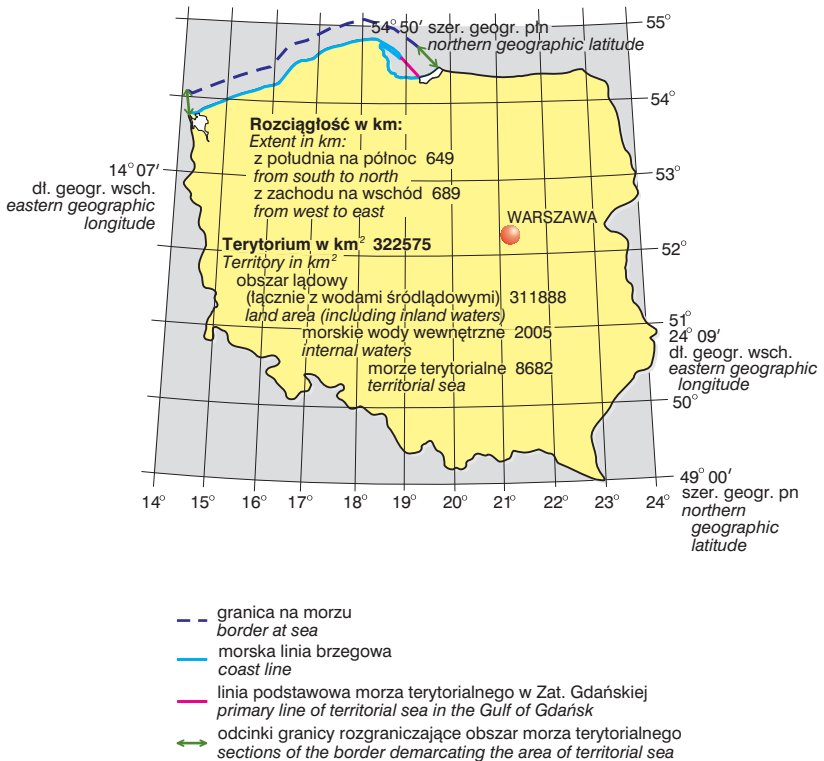 54°50′ szer. geogr. płn
northern geographic latitude
55°
54°
53°
52°
51°
50°
14°07′
dł. geogr. wsch.
eastern geographic
longitude
Rozciągłość w km:
Extent in km:
z południa na północ 649
from south to north
z zachodu na wschód 689
from west to east
WARSZAWA
Terytorium w km² 322575
Territory in km²
obszar lądowy
(łącznie z wodami śródlądowymi) 311888
land area (including inland waters)
morskie wody wewnętrzne 2005
internal waters
morze terytorialne 8682
territorial sea
24°09′
dł. geogr. wsch.
eastern geographic
longitude
49°00′
szer. geogr. pn
northern
geographic
latitude
14° 15° 16° 17° 18° 19° 20° 21° 22° 23° 24°
granica na morzu
border at sea
morska linia brzegowa
coast line
linia podstawowa morza terytorialnego w Zat. Gdańskiej
primary line of territorial sea in the Gulf of Gdańsk
odcinki granicy rozgraniczające obszar morza terytorialnego
sections of the border demarcating the area of territorial sea